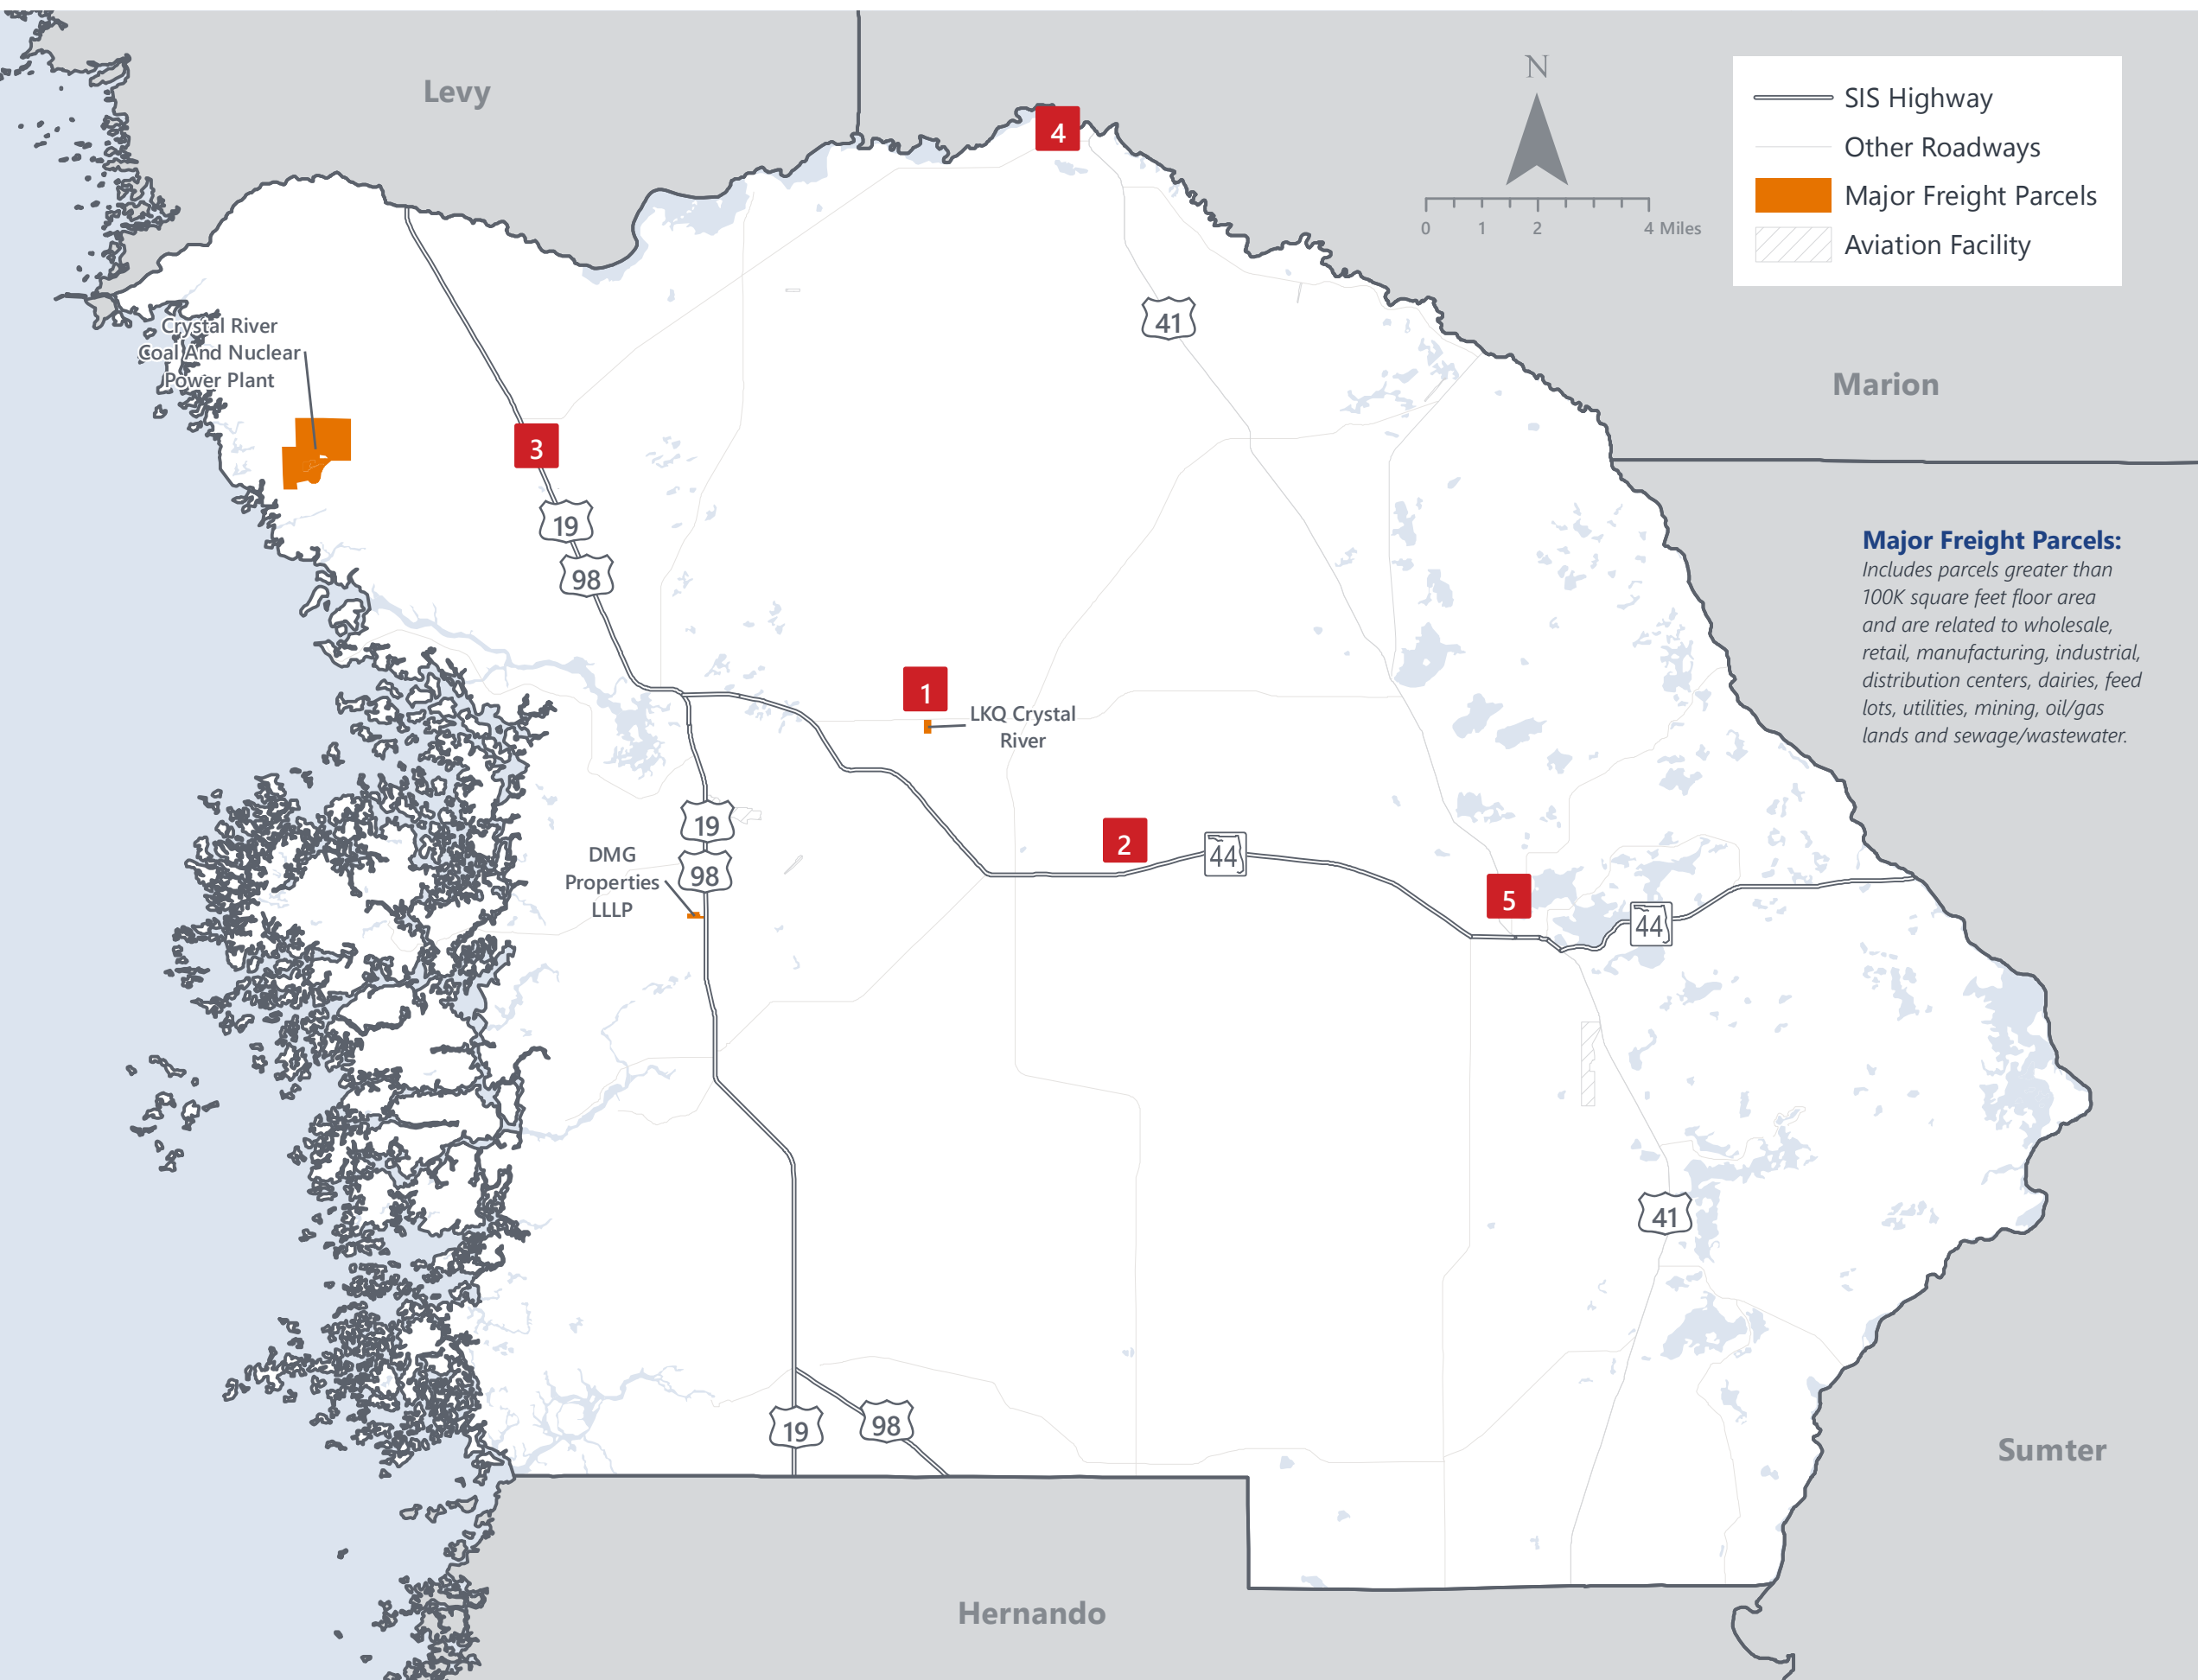 Levy
N
0 1 2 4 Miles
SIS Highway
Other Roadways
Major Freight Parcels
Aviation Facility
4
41
Marion
Crystal River
Coal And Nuclear
Power Plant
3
19
98
Major Freight Parcels:
Includes parcels greater than
100K square feet floor area
and are related to wholesale,
retail, manufacturing, industrial,
distribution centers, dairies, feed
lots, utilities, mining, oil/gas
lands and sewage/wastewater.
1
LKQ Crystal
River
19
98
DMG
Properties
LLLP
2
44
5
44
41
19
98
Sumter
Hernando